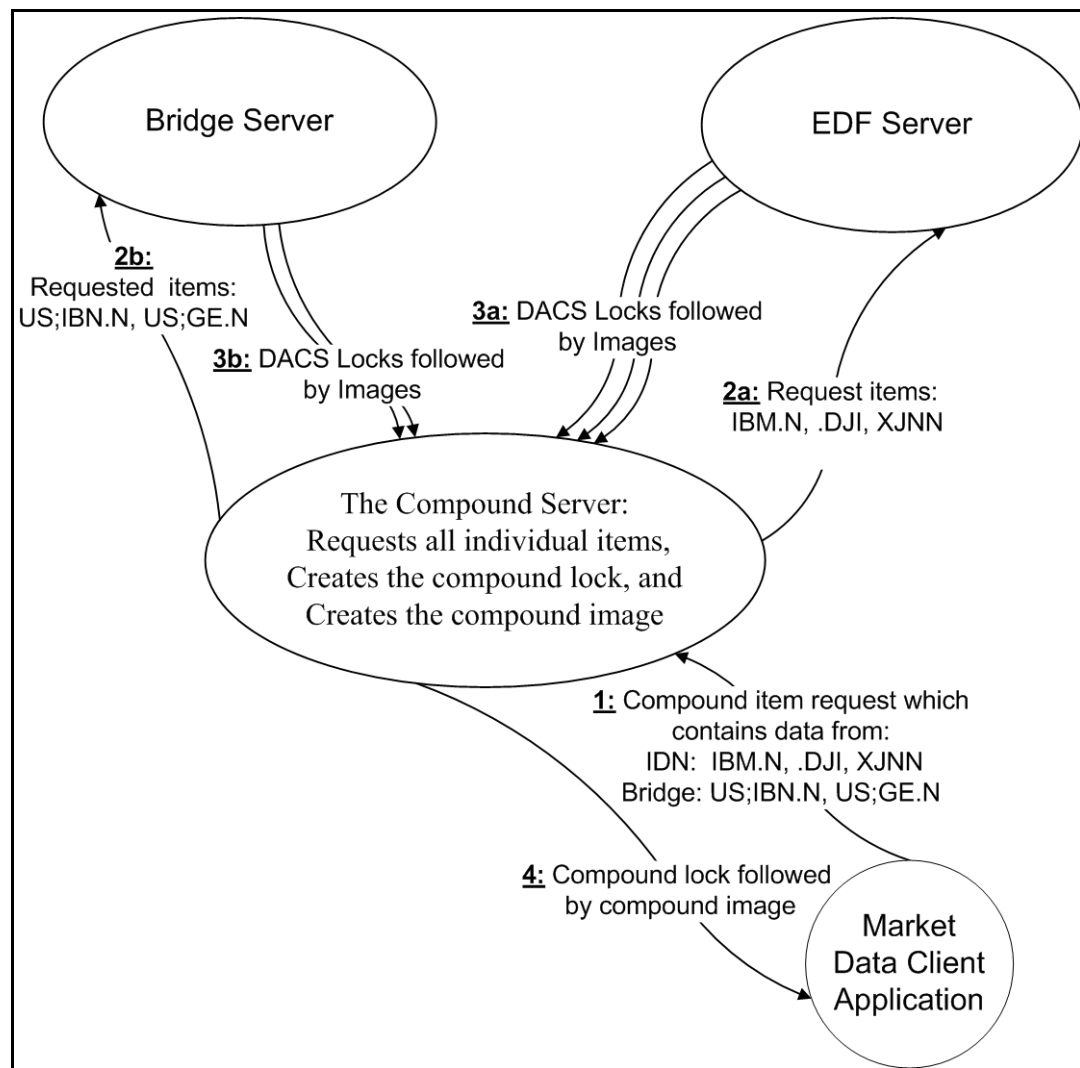 Bridge Server
EDF Server
2b:
Requested items:
US;IBN.N, US;GE.N
3b: DACS Locks followed
by Images
3a: DACS Locks followed
by Images
2a: Request items:
IBM.N, .DJI, XJNN
The Compound Server:
Requests all individual items,
Creates the compound lock, and
Creates the compound image
1: Compound item request which
contains data from:
IDN: IBM.N, .DJI, XJNN
Bridge: US;IBN.N, US;GE.N
4: Compound lock followed
by compound image
Market
Data Client
Application